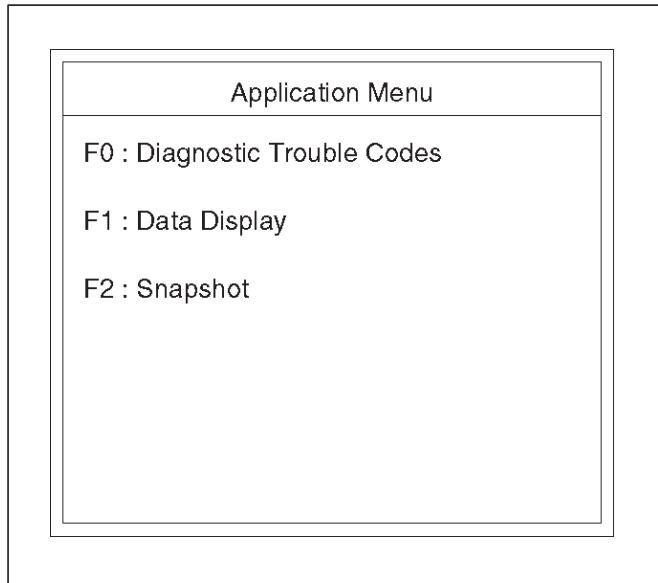 Application Menu
F0 : Diagnostic Trouble Codes
F1 : Data Display
F2 : Snapshot